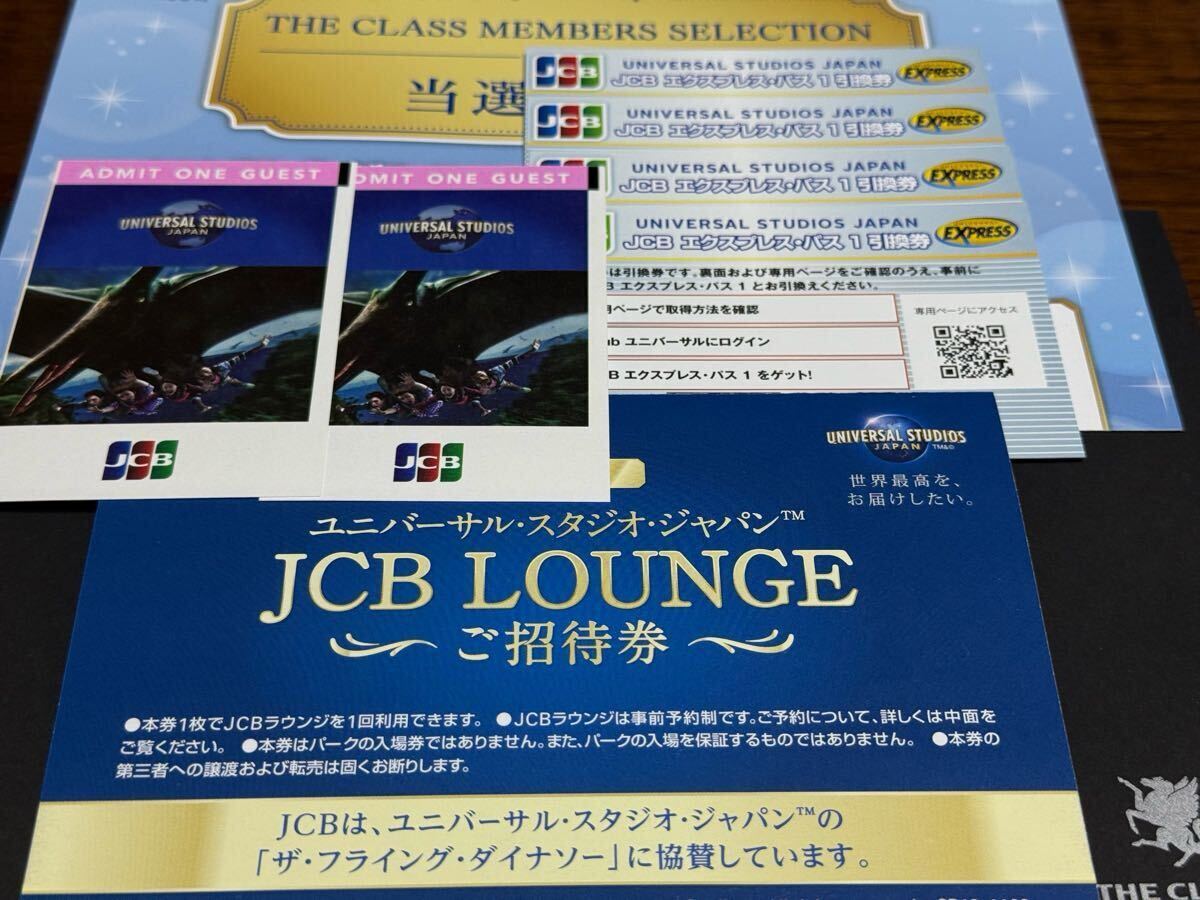 THE CLASS MEMBERS SELECTION
当選
JCB
UNIVERSAL STUDIOS JAPAN
JCB エクスプレス・パス 1 引換券
EXPRESS
JCB
UNIVERSAL STUDIOS JAPAN
JCB エクスプレス・パス 1 引換券
EXPRESS
UNIVERSAL STUDIOS JAPAN
JCB エクスプレス・パス 1 引換券
EXPRESS
UNIVERSAL STUDIOS JAPAN
JCB エクスプレス・パス 1 引換券
EXPRESS
は引換券です。裏面および専用ページをご確認のうえ、事前に
エクスプレス・パス 1 とお引換えください。
ページで取得方法を確認
ユニバーサルにログイン
エクスプレス・パス 1 をゲット!
専用ページにアクセス
ADMIT ONE GUEST
UNIVERSAL STUDIOS
JAPAN
JCB
ADMIT ONE GUEST
UNIVERSAL STUDIOS
JAPAN
JCB
UNIVERSAL STUDIOS
JAPAN TM&©
世界最高を、
お届けしたい。
ユニバーサル・スタジオ・ジャパン™
JCB LOUNGE
ご招待券
●本券1枚でJCBラウンジを1回利用できます。 ●JCBラウンジは事前予約制です。ご予約について、詳しくは中面を
ご覧ください。 ●本券はパークの入場券ではありません。また、パークの入場を保証するものではありません。 ●本券の
第三者への譲渡および転売は固くお断りします。
JCBは、ユニバーサル・スタジオ・ジャパン™の
「ザ・フライング・ダイナソー」に協賛しています。
THE CL